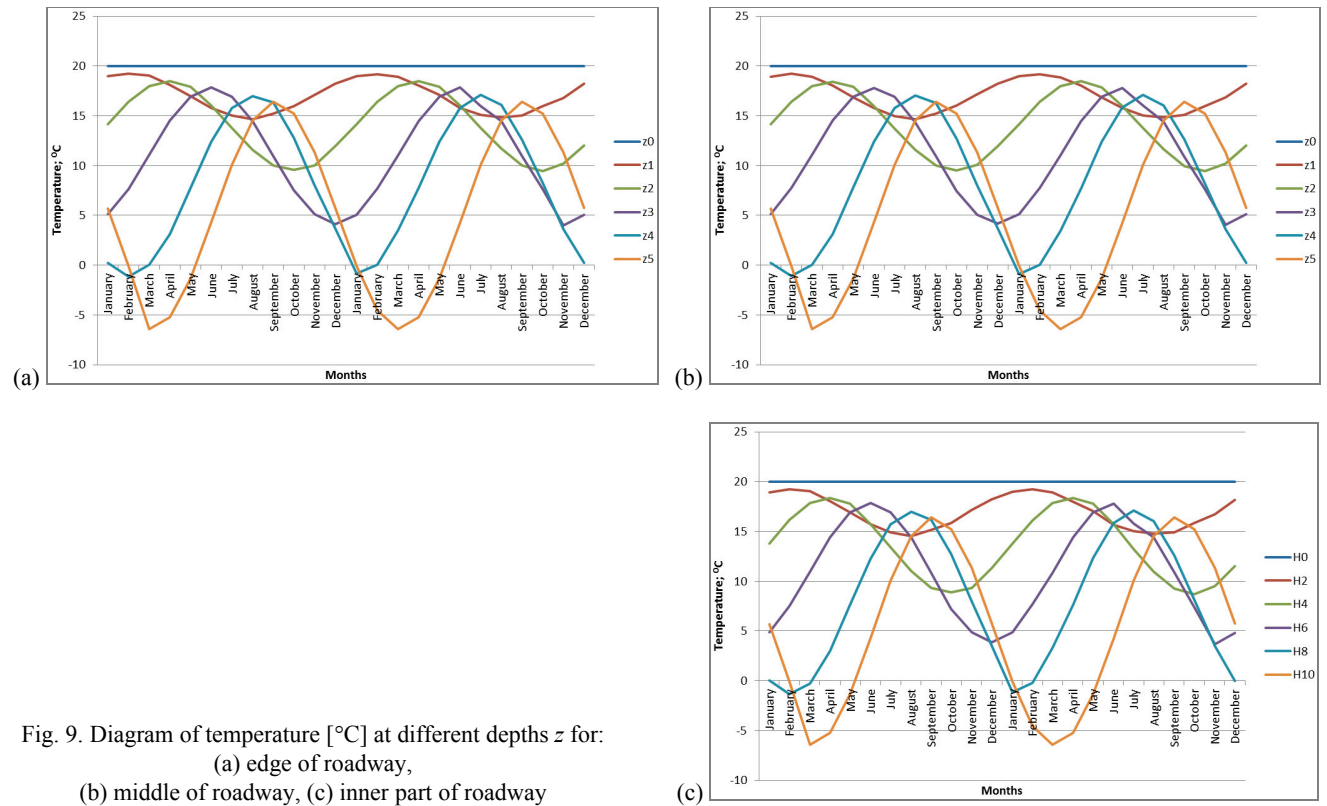 25
20
15
10
5
0
-5
-10
Temperature; ⁰C
January
February
March
April
May
June
July
August
September
October
November
December
January
February
March
April
May
June
July
August
September
October
November
December
Months
z0
z1
z2
z3
z4
z5
(a)
25
20
15
10
5
0
-5
-10
Temperature; ⁰C
January
February
March
April
May
June
July
August
September
October
November
December
January
February
March
April
May
June
July
August
September
October
November
December
Months
z0
z1
z2
z3
z4
z5
(b)
25
20
15
10
5
0
-5
-10
Temperature; ⁰C
January
February
March
April
May
June
July
August
September
October
November
December
January
February
March
April
May
June
July
August
September
October
November
December
Months
H0
H2
H4
H6
H8
H10
(c)
Fig. 9. Diagram of temperature [°C] at different depths z for:
(a) edge of roadway,
(b) middle of roadway, (c) inner part of roadway